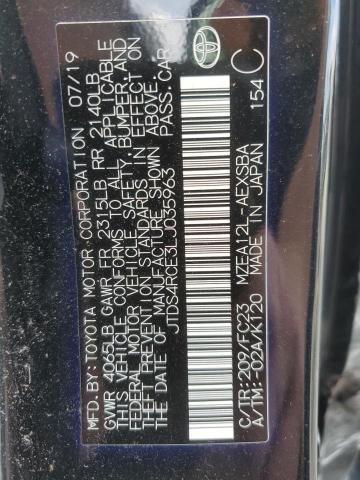 MFD.BY:TOYOTA MOTOR CORPORATION 07/19
GVWR 4065LB GAWR FR 2315LB RR 2140LB
THIS VEHICLE CONFORMS TO ALL APPLICABLE
FEDERAL MOTOR VEHICLE SAFETY, BUMPER, AND
THEFT PREVENTION STANDARDS IN EFFECT ON
THE DATE OF MANUFACTURE SHOWN ABOVE.
JTDS4RCE3LJ035963 PASS.CAR
C/TR:209/FC23 MZEA12L-AEXSBA
A/TM:-02A/K120 MADE IN JAPAN 154 C